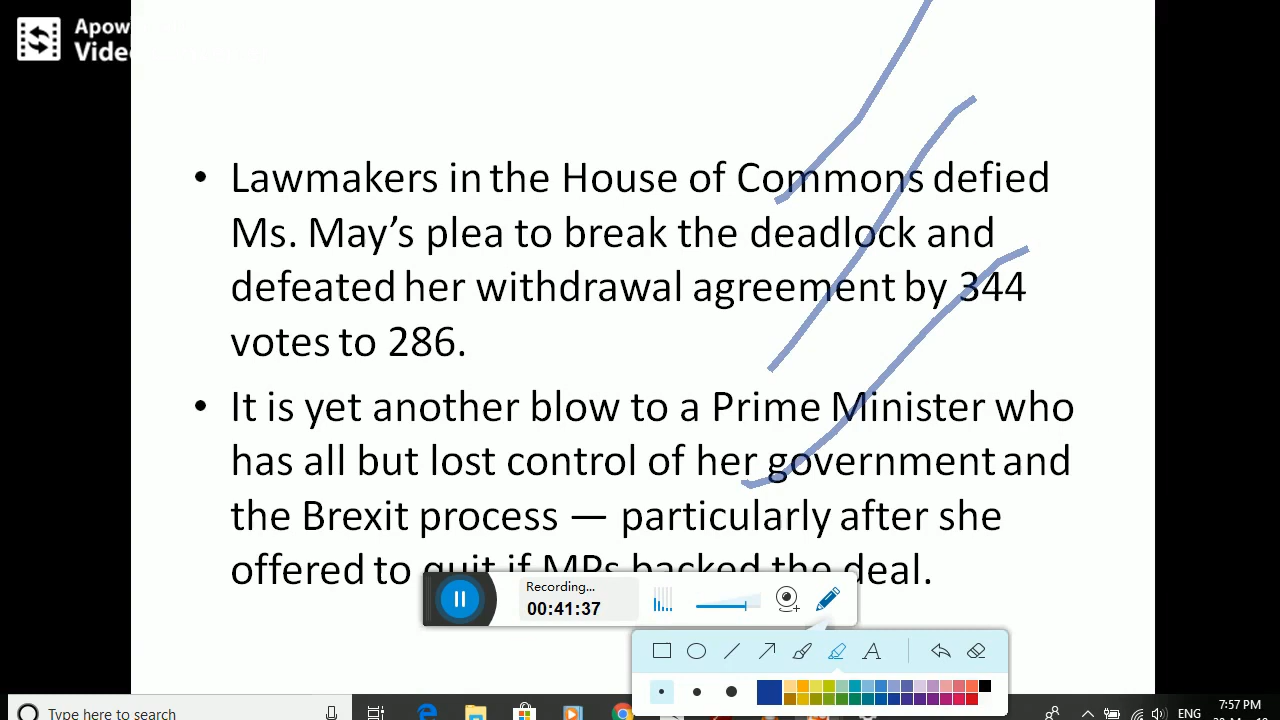 Apow
Vide
• Lawmakers in the House of Commons defied
Ms. May’s plea to break the deadlock and
defeated her withdrawal agreement by 344
votes to 286.
• It is yet another blow to a Prime Minister who
has all but lost control of her government and
the Brexit process — particularly after she
offered to quit if MPs backed the deal.
Recording...
00:41:37
A
Type here to search
ENG
7:57 PM